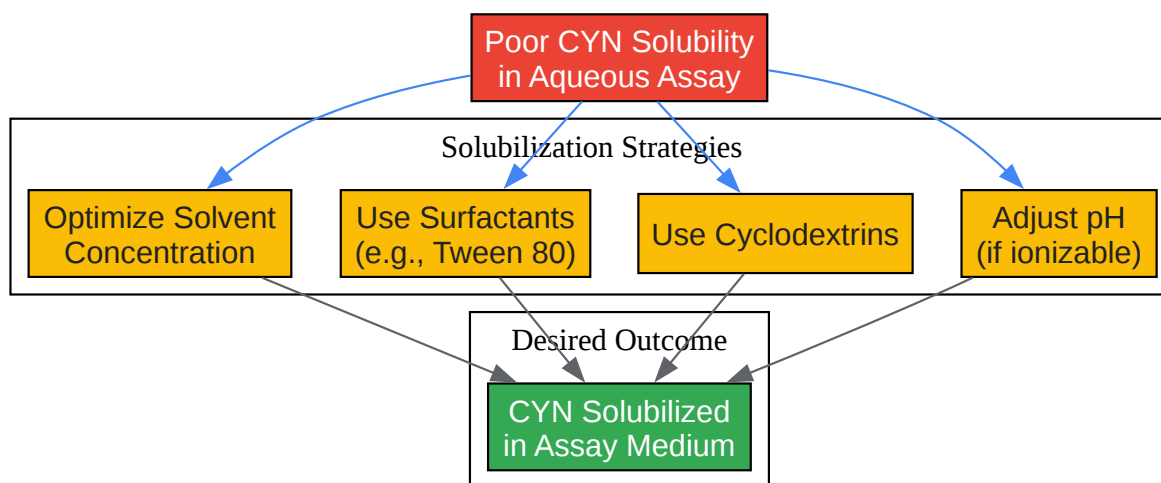 Poor CYN Solubility
in Aqueous Assay
Solubilization Strategies
Optimize Solvent
Concentration
Use Surfactants
(e.g., Tween 80)
Use Cyclodextrins
Adjust pH
(if ionizable)
Desired Outcome
CYN Solubilized
in Assay Medium